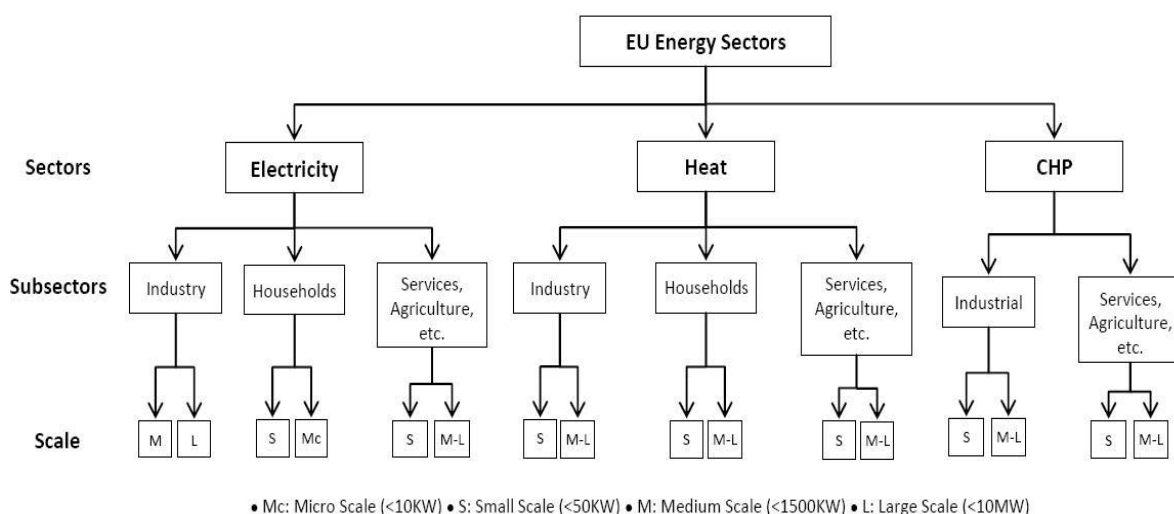 EU Energy Sectors
Sectors
Electricity
Heat
CHP
Subsectors
Industry
Households
Services,
Agriculture,
etc.
Industry
Households
Services,
Agriculture,
etc.
Industrial
Services,
Agriculture,
etc.
Scale
M
L
S
Mc
S
M-L
S
M-L
S
M-L
S
M-L
S
M-L
S
M-L
• Mc: Micro Scale (<10KW) • S: Small Scale (<50KW) • M: Medium Scale (<1500KW) • L: Large Scale (<10MW)